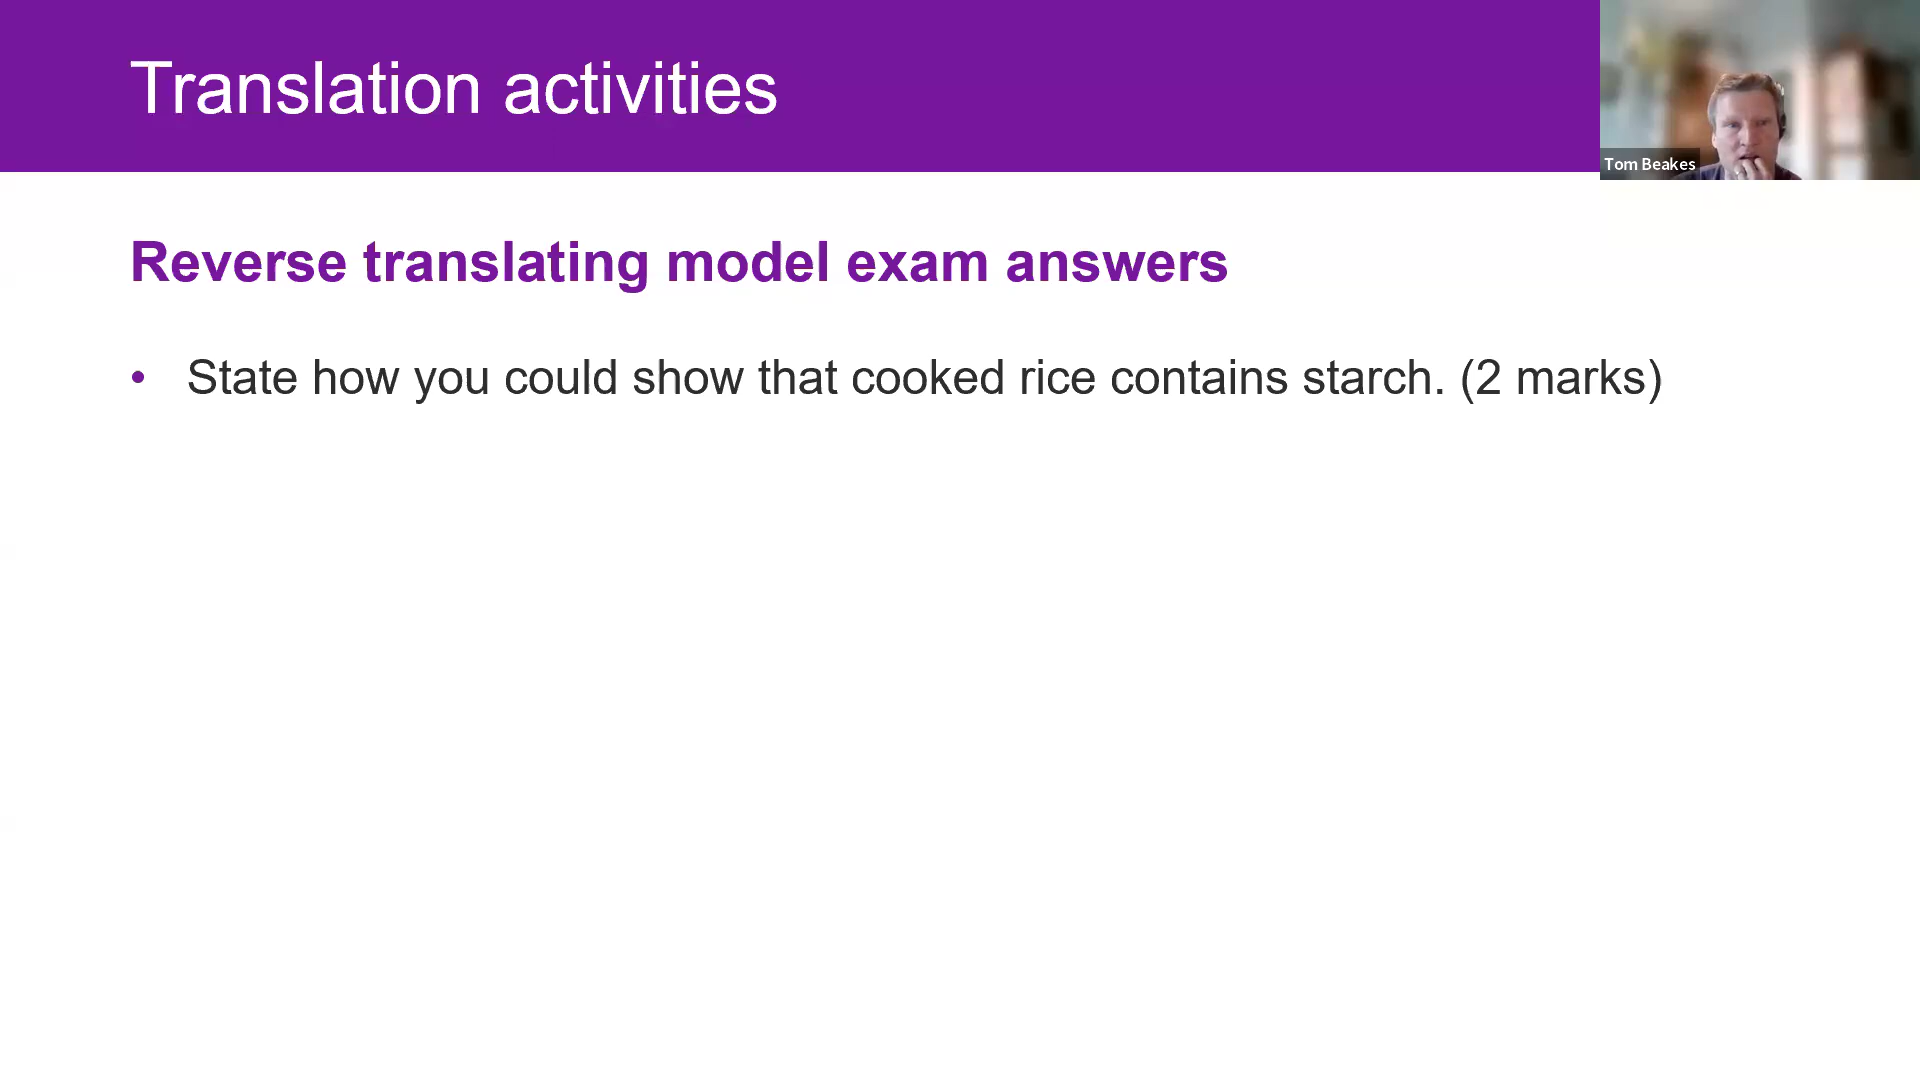 Translation activities
Tom Beakes
Reverse translating model exam answers
• State how you could show that cooked rice contains starch. (2 marks)